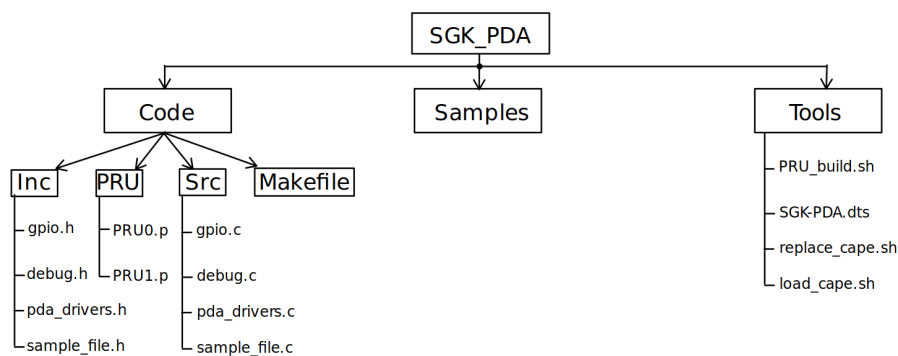 SGK_PDA
Code
Samples
Tools
Inc
PRU
Src
Makefile
PRU_build.sh
SGK-PDA.dts
replace_cape.sh
load_cape.sh
gpio.h
debug.h
pda_drivers.h
sample_file.h
PRU0.p
PRU1.p
gpio.c
debug.c
pda_drivers.c
sample_file.c